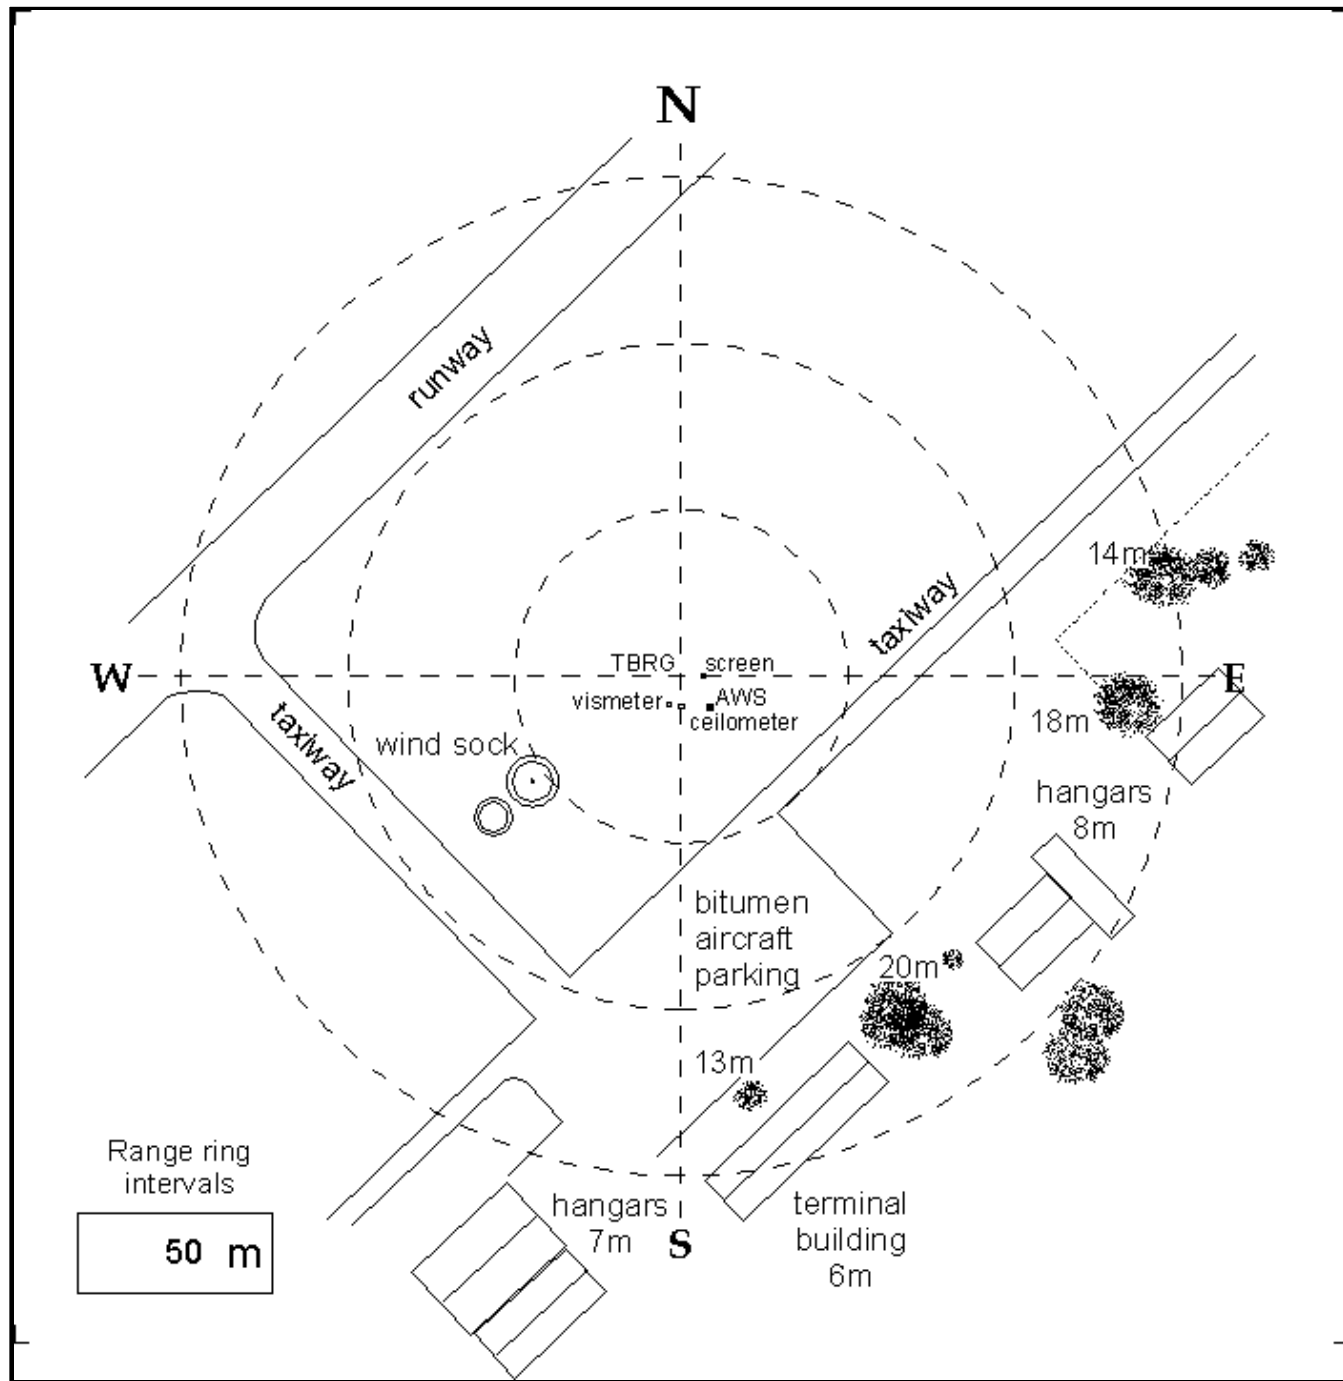 N
runway
14m
taxiway
TBRG
screen
W
E
vismeter
AWS
ceilometer
18m
taxiway
wind sock
hangars
8m
bitumen
aircraft
parking
20m
13m
Range ring
intervals
50 m
hangars
7m
S
terminal
building
6m